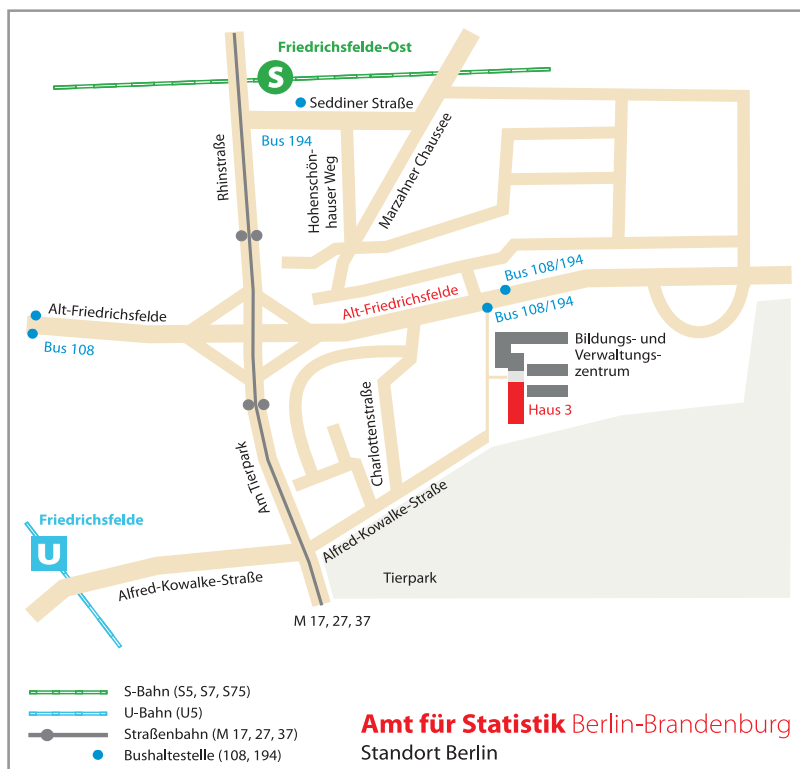 Friedrichsfelde-Ost
S
Seddiner Straße
Bus 194
Rhinstraße
Hohenschön-
hauser Weg
Marzahner Chaussee
Bus 108/194
Alt-Friedrichsfelde
Alt-Friedrichsfelde
Bus 108/194
Bus 108
Bildungs- und
Verwaltungs-
zentrum
Haus 3
Charlottenstraße
Am Tierpark
Friedrichsfelde
U
Alfred-Kowalke-Straße
Alfred-Kowalke-Straße
Tierpark
M 17, 27, 37
S-Bahn (S5, S7, S75)
U-Bahn (U5)
Straßenbahn (M 17, 27, 37)
Bushaltestelle (108, 194)
Amt für Statistik Berlin-Brandenburg
Standort Berlin